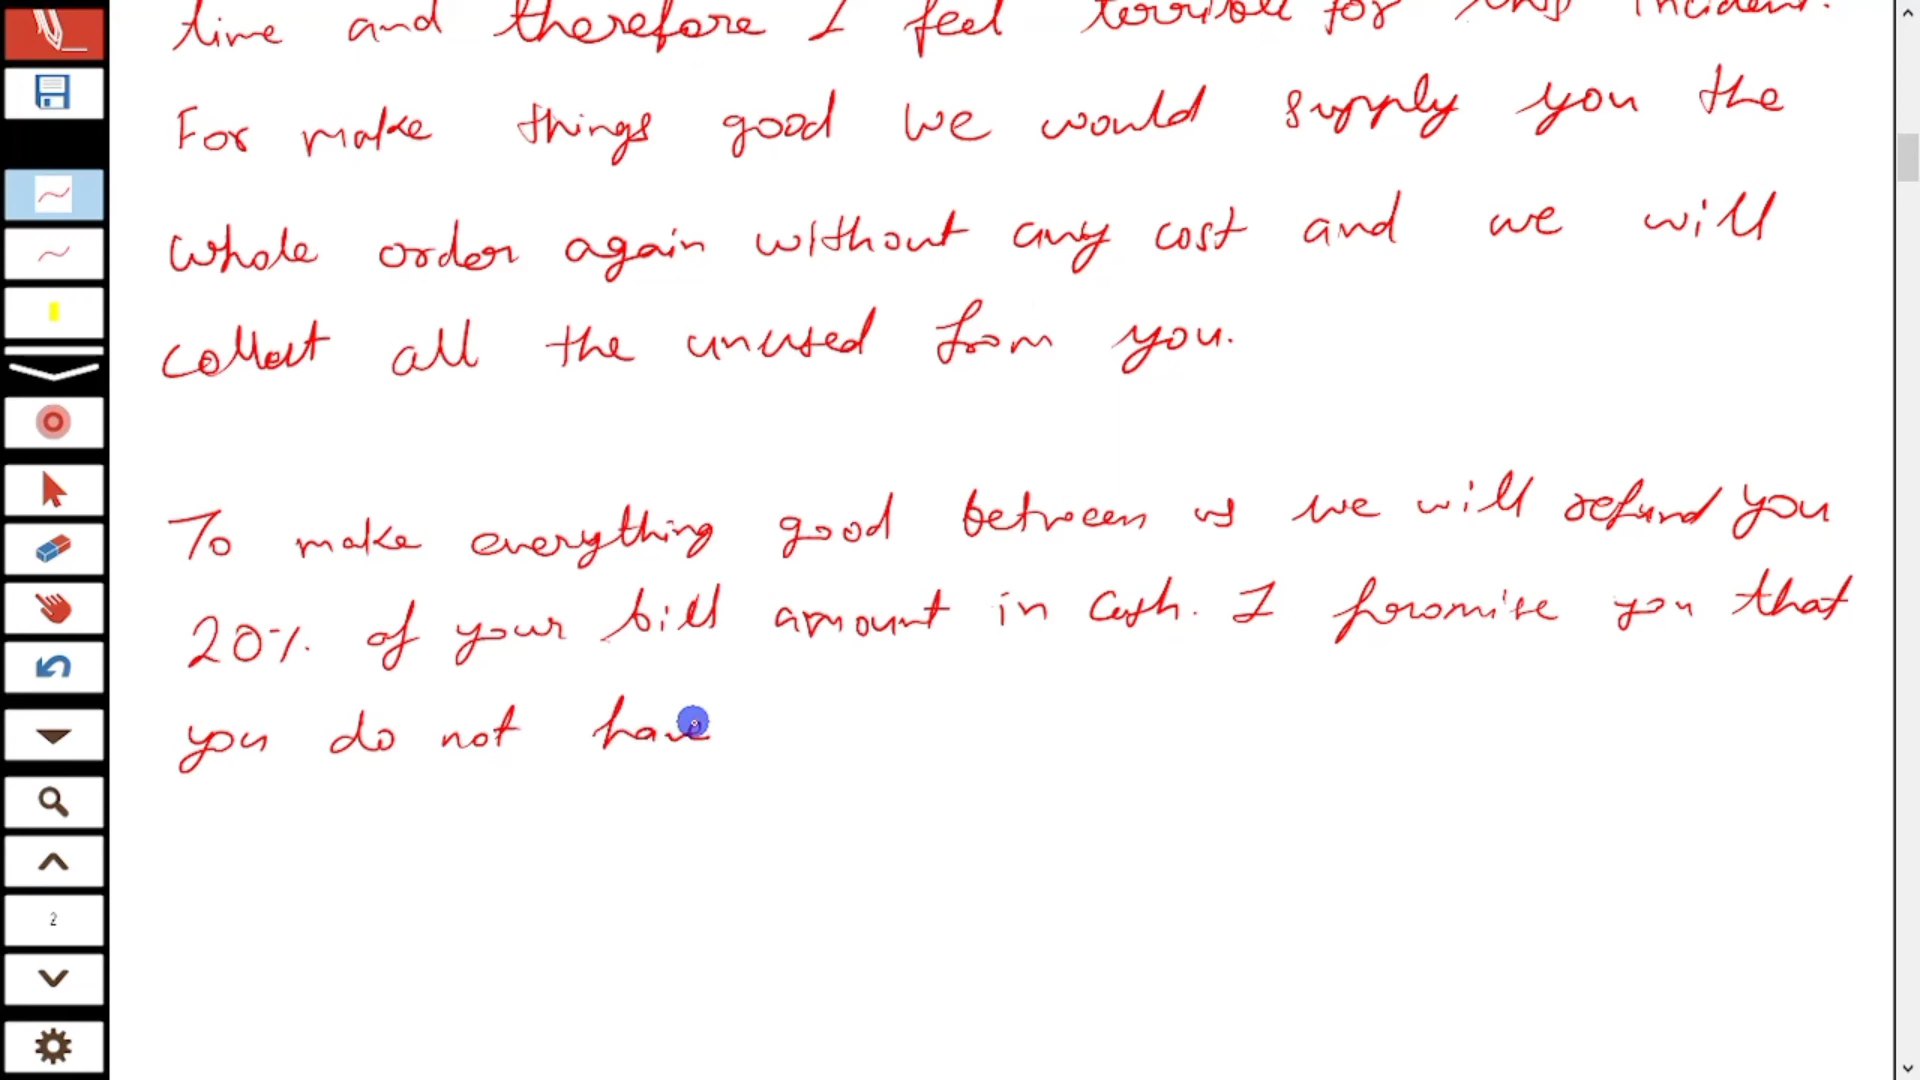 time and therefore I feel terrible for this incident.
For make things good we would supply you the
whole order again without any cost and we will
collect all the unused from you.
To make everything good between us we will refund you
20% of your bill amount in Cash. I promise you that
you do not have
2